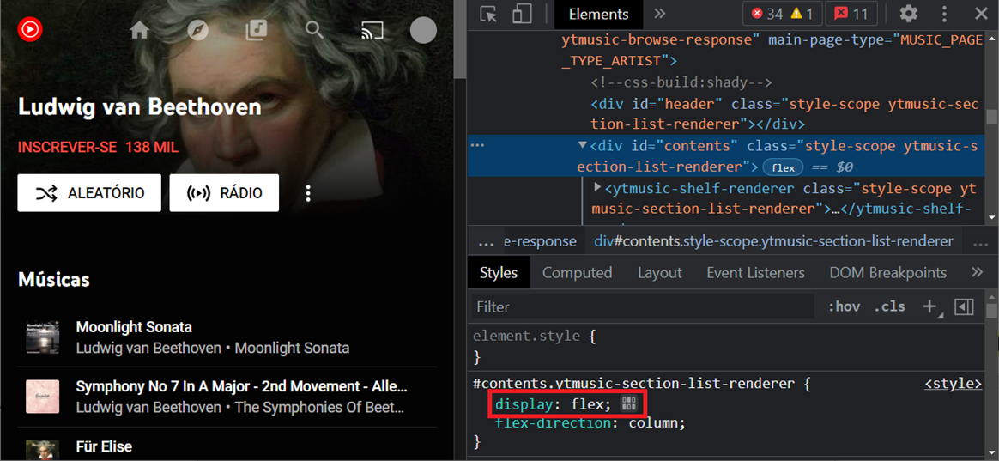 Ludwig van Beethoven
INSCREVER-SE 138 MIL
ALEATÓRIO RÁDIO
Músicas
Moonlight Sonata
Ludwig van Beethoven • Moonlight Sonata
Symphony No 7 In A Major - 2nd Movement - Alle...
Ludwig van Beethoven • The Symphonies Of Beet...
Für Elise
Elements » 34 1 11
ytmusic-browse-response" main-page-type="MUSIC_PAGE
_TYPE_ARTIST">
<!--css-build:shady-->
<div id="header" class="style-scope ytmusic-sec
tion-list-renderer"></div>
... ▼<div id="contents" class="style-scope ytmusic-s
ection-list-renderer"> flex == $0
▶<ytmusic-shelf-renderer class="style-scope yt
music-section-list-renderer">…</ytmusic-shelf-
... e-response div#contents.style-scope.ytmusic-section-list-renderer ...
Styles Computed Layout Event Listeners DOM Breakpoints »
Filter :hov .cls +
element.style {
}
#contents.ytmusic-section-list-renderer { <style>
display: flex;
flex-direction: column;
}